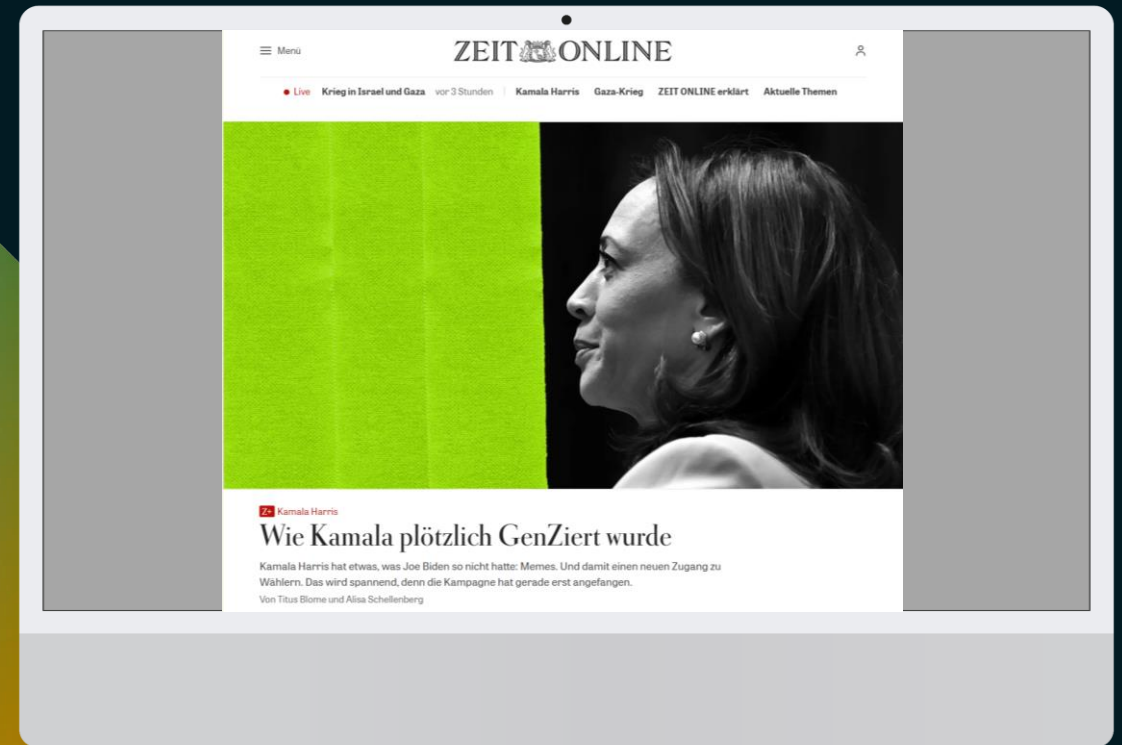 Menü
ZEIT ONLINE
Live Krieg in Israel und Gaza vor 3 Stunden Kamala Harris Gaza-Krieg ZEIT ONLINE erklärt Aktuelle Themen
Z+ Kamala Harris
Wie Kamala plötzlich GenZiert wurde
Kamala Harris hat etwas, was Joe Biden so nicht hatte: Memes. Und damit einen neuen Zugang zu
Wählern. Das wird spannend, denn die Kampagne hat gerade erst angefangen.
Von Titus Blome und Alisa Schellenberg